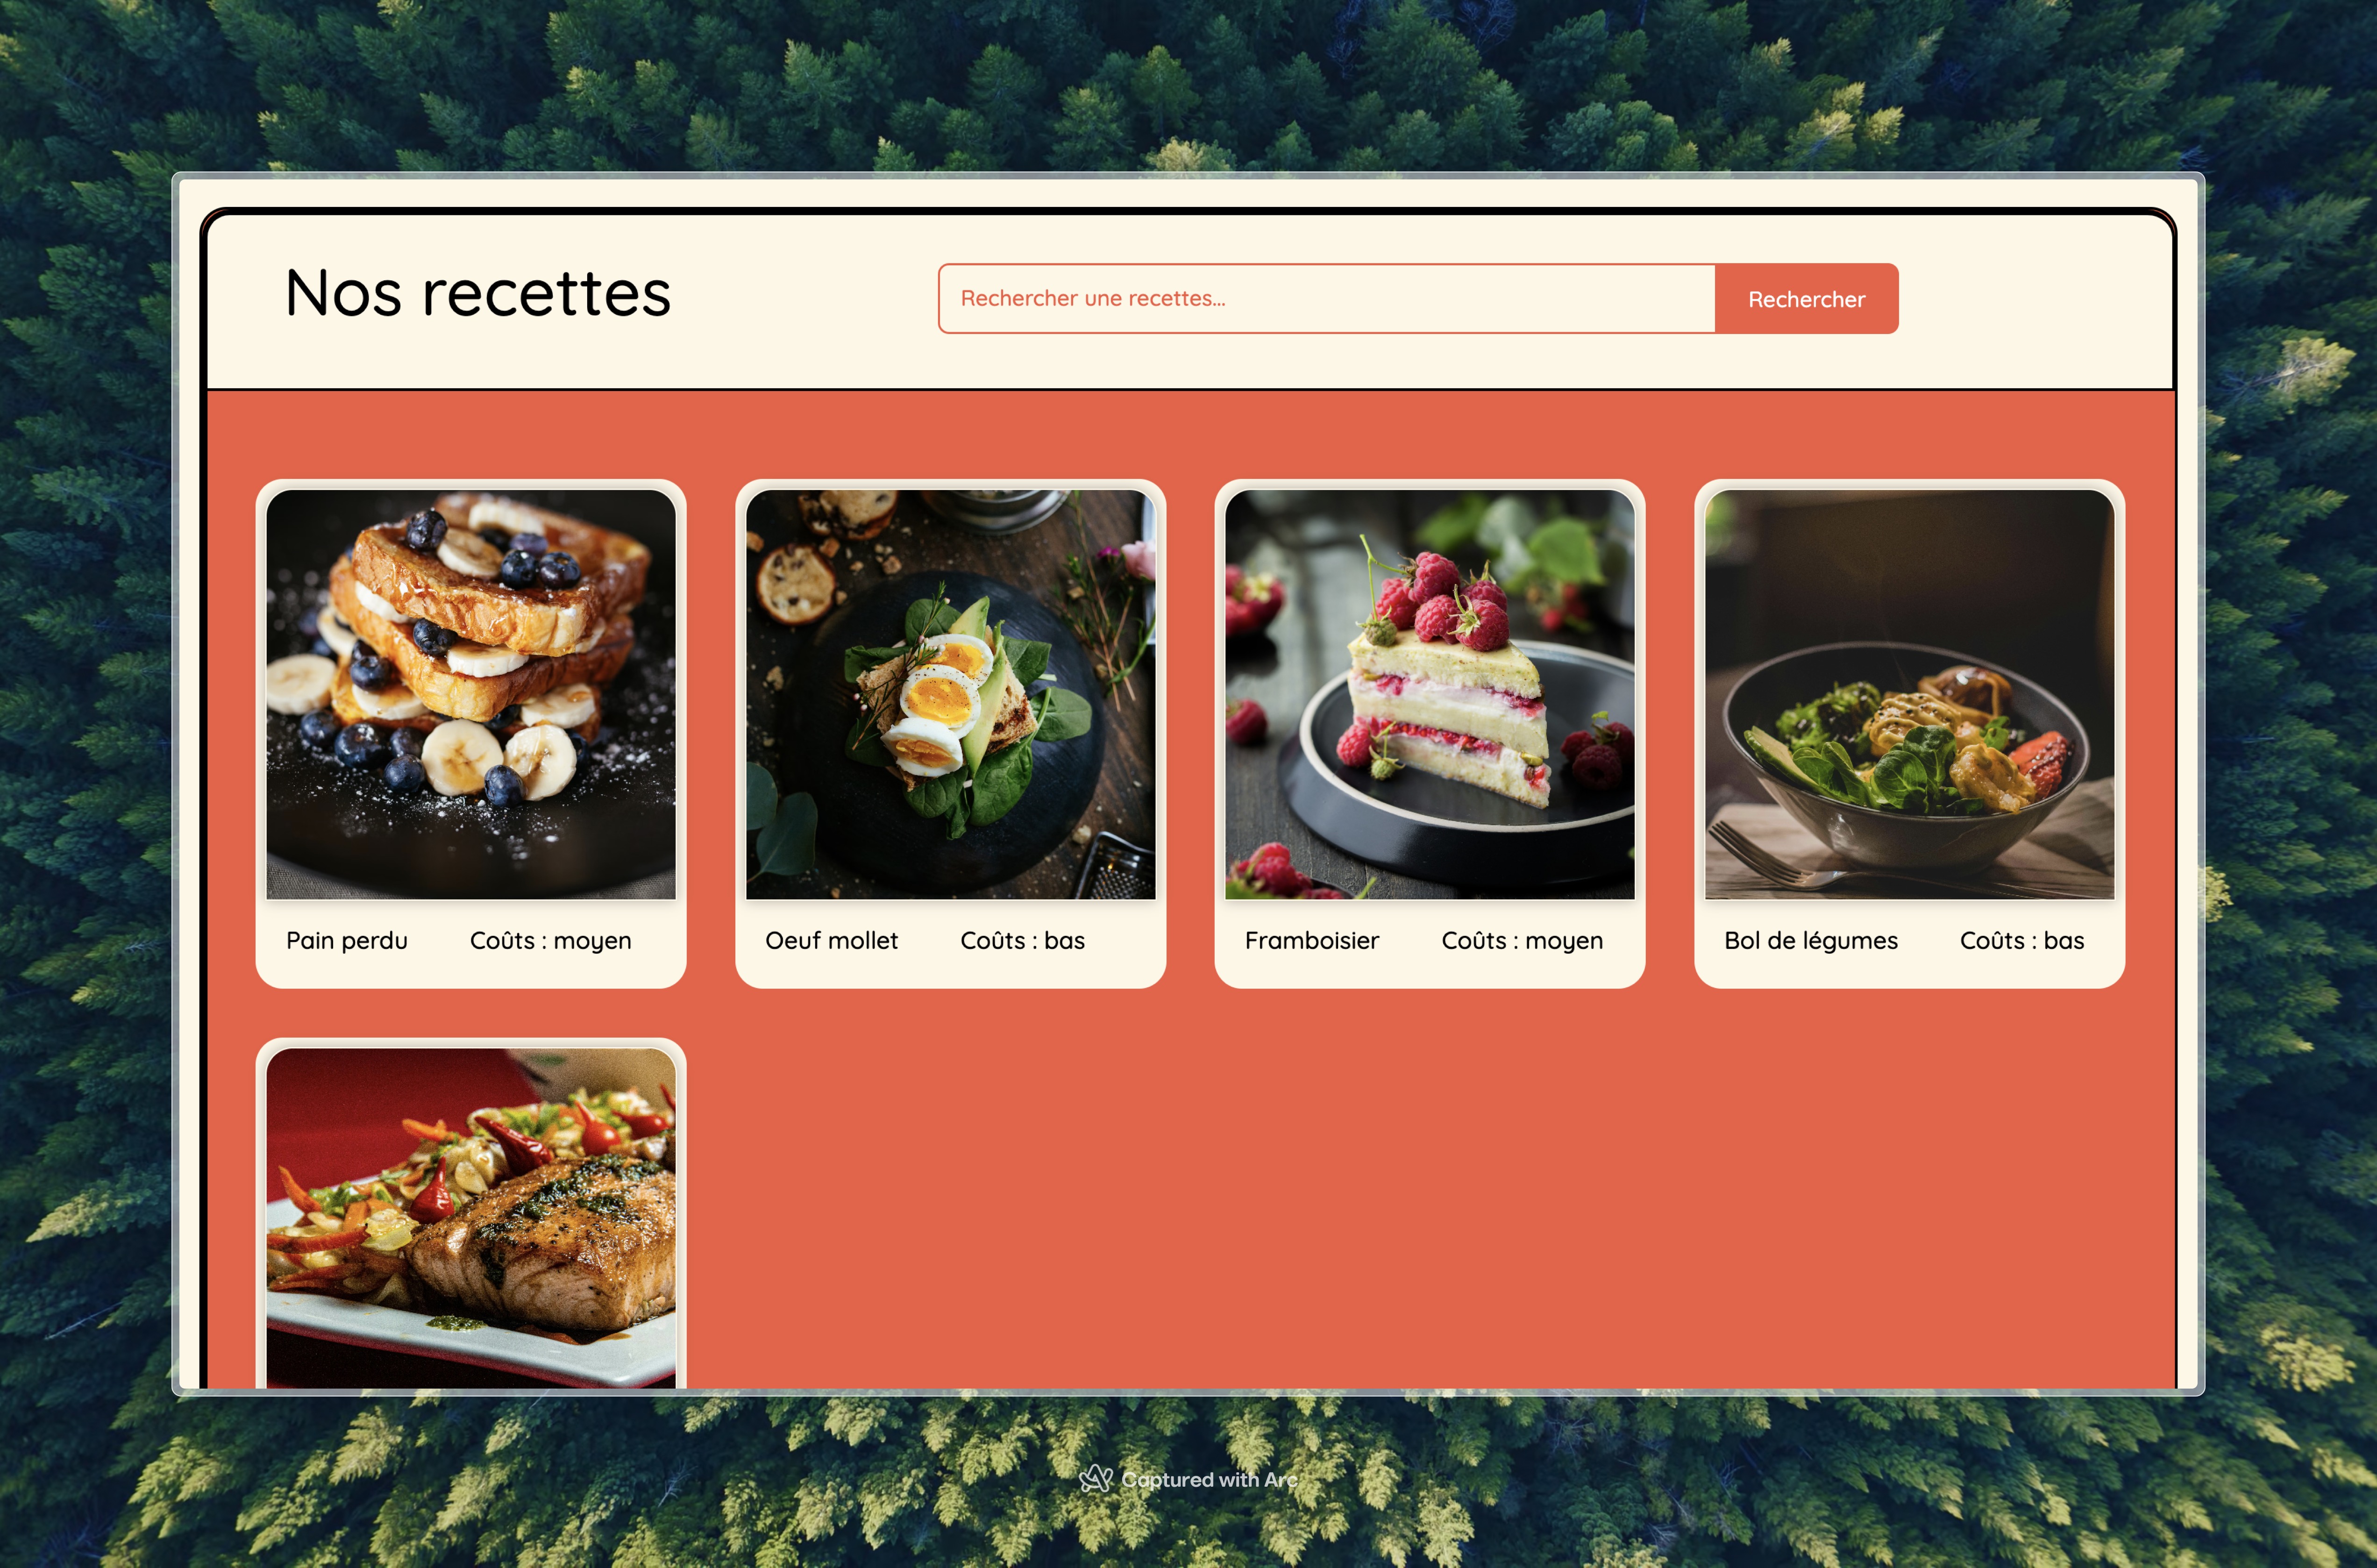 Nos recettes
Rechercher une recettes...
Rechercher
Pain perdu
Coûts : moyen
Oeuf mollet
Coûts : bas
Framboisier
Coûts : moyen
Bol de légumes
Coûts : bas
Captured with Arc